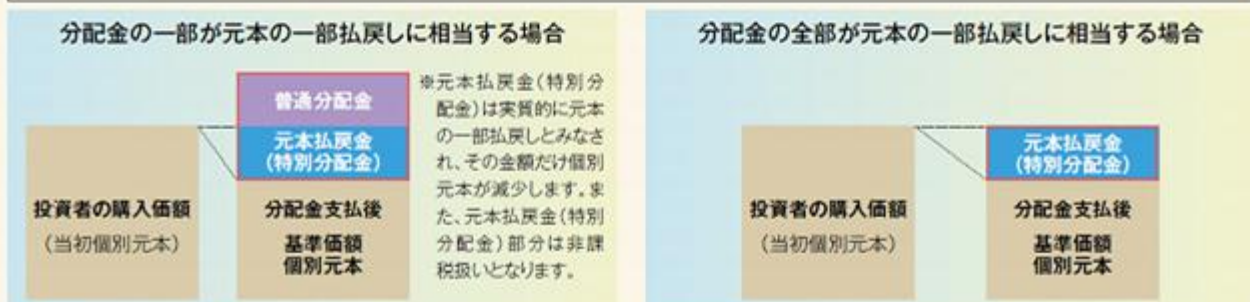 分配金の一部が元本の一部払戻しに相当する場合
普通分配金
元本払戻金
(特別分配金)
投資者の購入価額
(当初個別元本)
分配金支払後
基準価額
個別元本
※元本払戻金(特別分
配金)は実質的に元本
の一部払戻しとみなさ
れ、その金額だけ個別
元本が減少します。ま
た、元本払戻金(特別
分配金)部分は非課
税扱いとなります。
分配金の全部が元本の一部払戻しに相当する場合
元本払戻金
(特別分配金)
投資者の購入価額
(当初個別元本)
分配金支払後
基準価額
個別元本